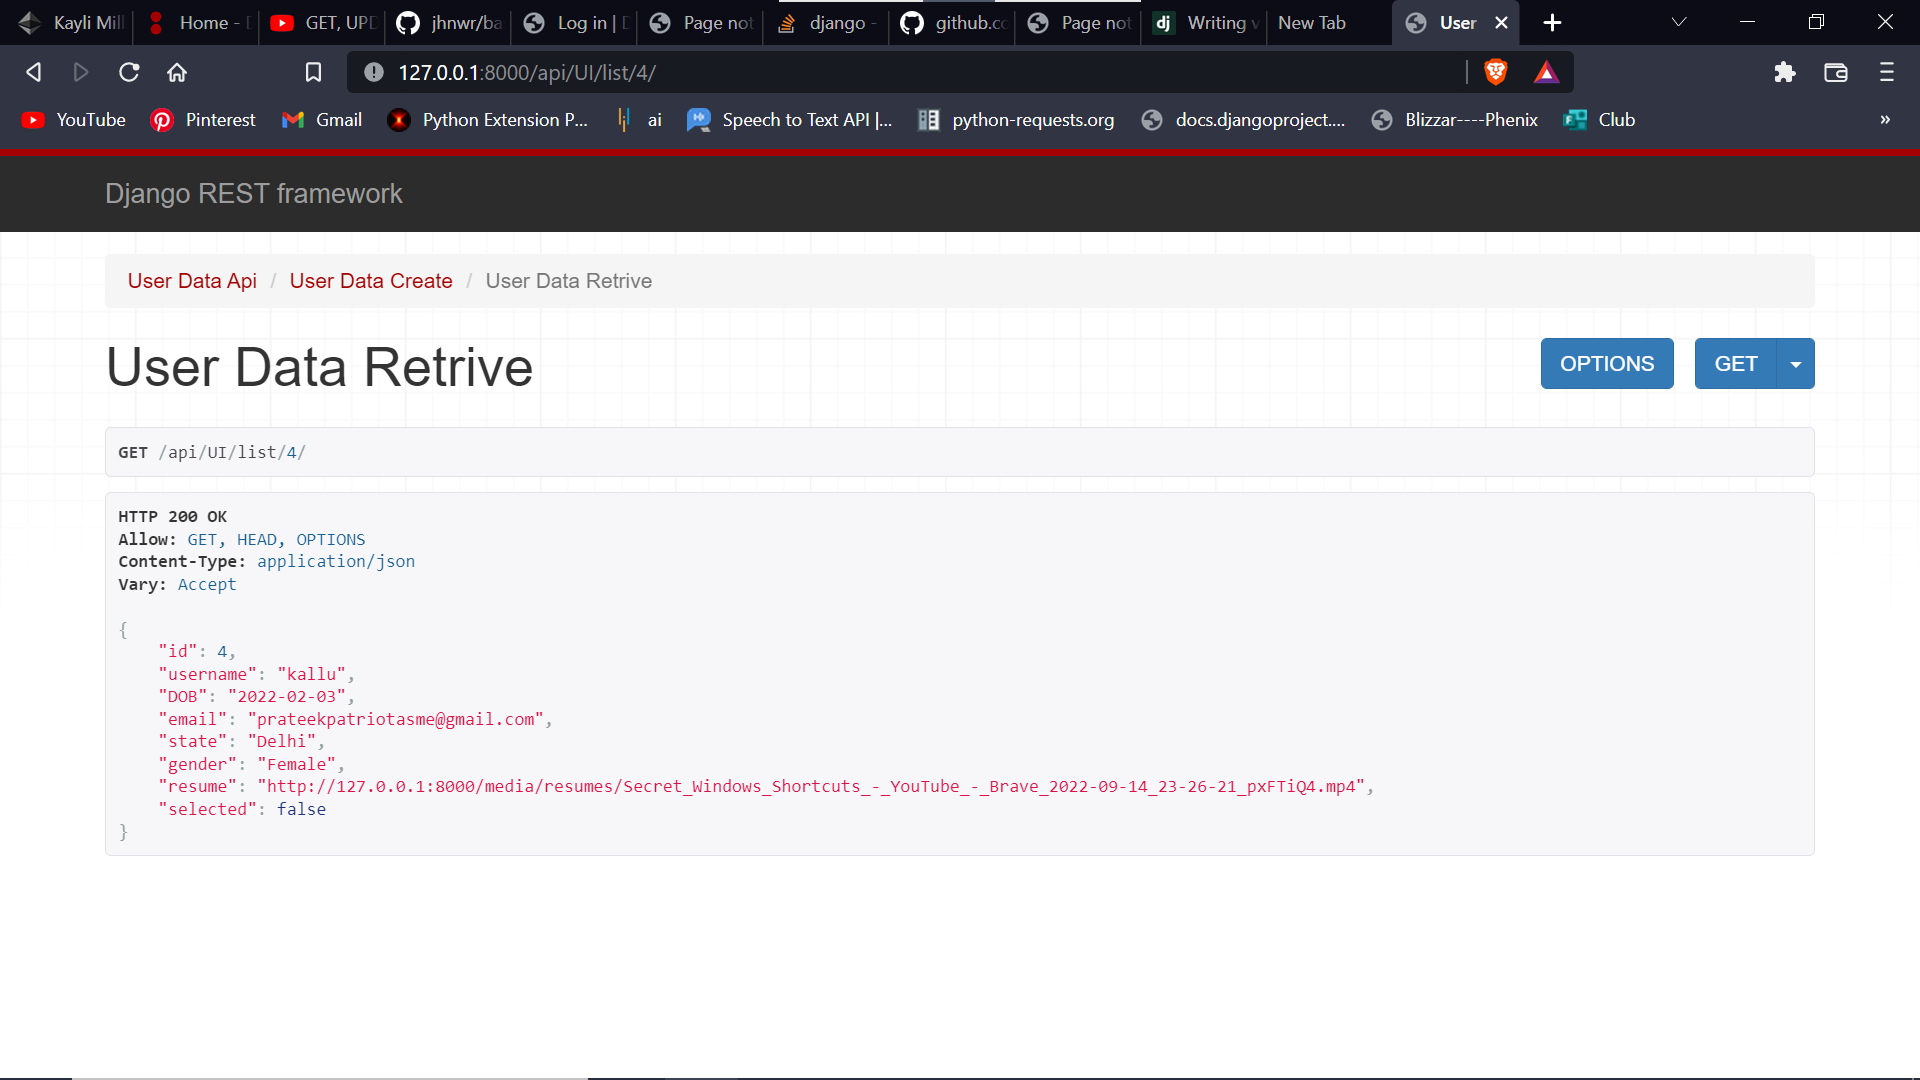 Kayli Mill
Home - D
GET, UPD
jhnwr/ba
Log in | D
Page not
django -
github.co
Page not
Writing v
New Tab
User
127.0.0.1:8000/api/UI/list/4/
YouTube
Pinterest
Gmail
Python Extension P...
ai
Speech to Text API |...
python-requests.org
docs.djangoproject....
Blizzar----Phenix
Club
»
Django REST framework
User Data Api / User Data Create / User Data Retrive
User Data Retrive
OPTIONS
GET
GET /api/UI/list/4/
HTTP 200 OK
Allow: GET, HEAD, OPTIONS
Content-Type: application/json
Vary: Accept
{
"id": 4,
"username": "kallu",
"DOB": "2022-02-03",
"email": "prateekpatriotasme@gmail.com",
"state": "Delhi",
"gender": "Female",
"resume": "http://127.0.0.1:8000/media/resumes/Secret_Windows_Shortcuts_-_YouTube_-_Brave_2022-09-14_23-26-21_pxFTiQ4.mp4",
"selected": false
}